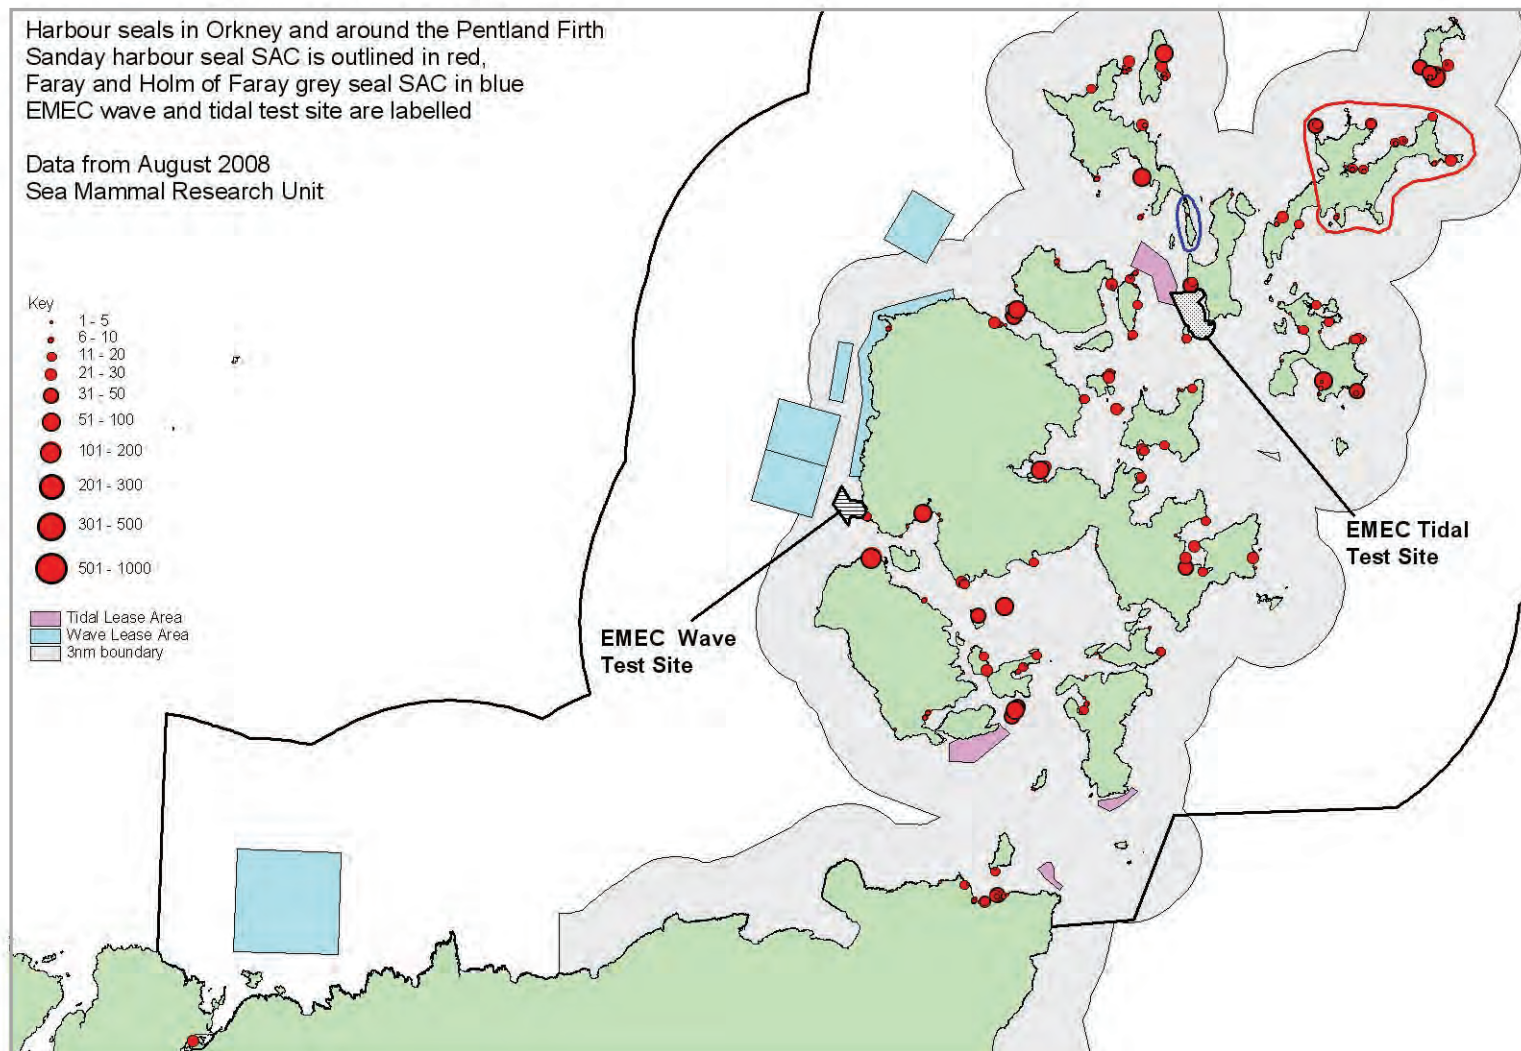 Harbour seals in Orkney and around the Pentland Firth
Sanday harbour seal SAC is outlined in red,
Faray and Holm of Faray grey seal SAC in blue
EMEC wave and tidal test site are labelled
Data from August 2008
Sea Mammal Research Unit
Key
1 - 5
6 - 10
11 - 20
21 - 30
31 - 50
51 - 100
101 - 200
201 - 300
301 - 500
501 - 1000
Tidal Lease Area
Wave Lease Area
3nm boundary
EMEC Wave
Test Site
EMEC Tidal
Test Site